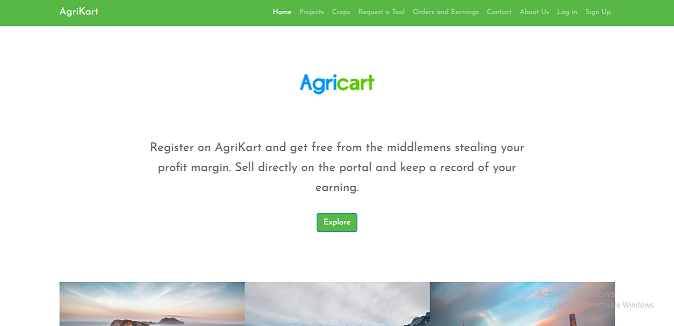 AgriKart Home Projects Crops Request a Tool Orders and Earnings Contact About Us Log in Sign Up
Agricart
Register on AgriKart and get free from the middlemens stealing your
profit margin. Sell directly on the portal and keep a record of your
earning.
Explore
Activate Windows
Go to Settings to activate Windows.